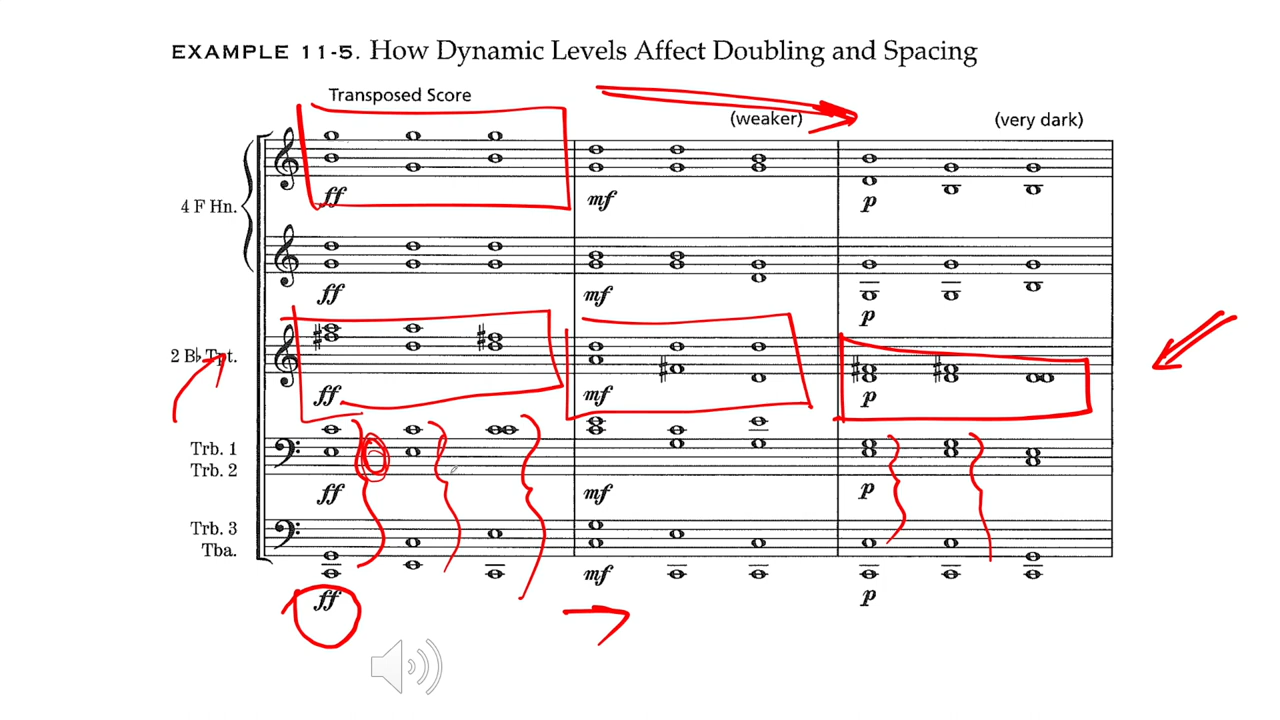 EXAMPLE 11-5. How Dynamic Levels Affect Doubling and Spacing
Transposed Score
(weaker)
(very dark)
4 F Hn.
ff
mf
p
ff
mf
p
2 B♭ Tpt.
ff
mf
p
Trb. 1
Trb. 2
ff
mf
p
Trb. 3
Tba.
ff
mf
p